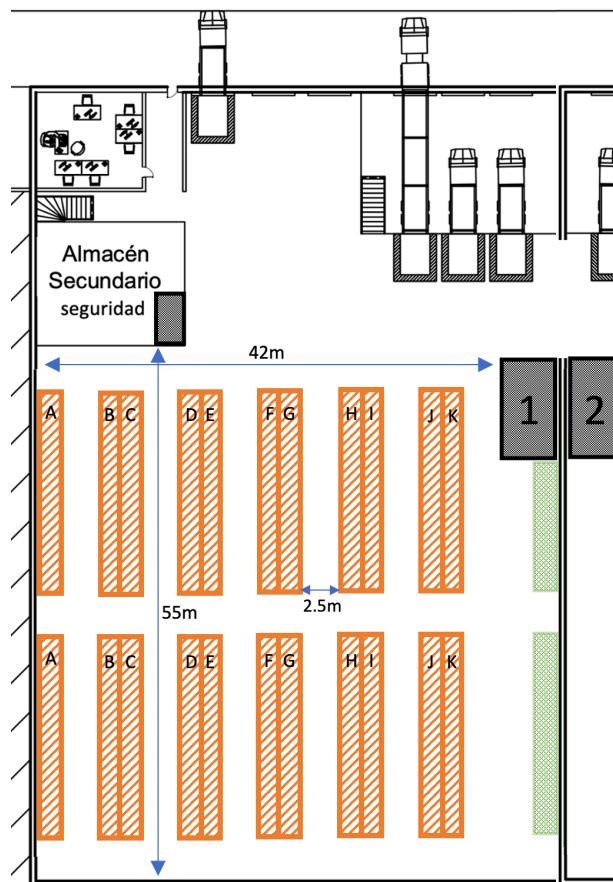 Almacén
Secundario
seguridad
42m
1
2
A
B C
D E
F G
H I
J K
2.5m
55m
A
B C
D E
F G
H I
J K